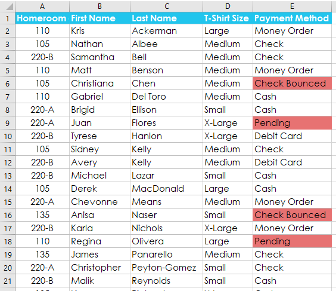 A B C D E
1 Homeroom First Name Last Name T-Shirt Size Payment Method
2 110 Kris Ackerman Large Money Order
3 105 Nathan Albee Medium Check
4 220-B Samantha Bell Medium Check
5 110 Matt Benson Medium Money Order
6 105 Christiana Chen Medium Check Bounced
7 110 Gabriel Del Toro Medium Cash
8 220-A Brigid Ellison Small Cash
9 220-A Juan Flores X-Large Pending
10 220-B Tyrese Hanlon X-Large Debit Card
11 105 Sidney Kelly Medium Check
12 220-B Avery Kelly Medium Debit Card
13 220-B Michael Lazar Small Cash
14 105 Derek MacDonald Large Cash
15 220-A Chevonne Means Medium Money Order
16 135 Anisa Naser Small Check Bounced
17 220-B Karla Nichols X-Large Money Order
18 110 Regina Olivera Large Pending
19 135 James Panarello Medium Check
20 220-A Christopher Peyton-Gomez Small Check
21 220-B Malik Reynolds Small Cash